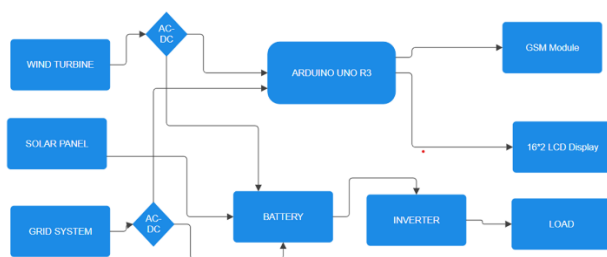 AC-
DC
WIND TURBINE
ARDUINO UNO R3
GSM Module
SOLAR PANEL
16*2 LCD Display
GRID SYSTEM
AC-
DC
BATTERY
INVERTER
LOAD